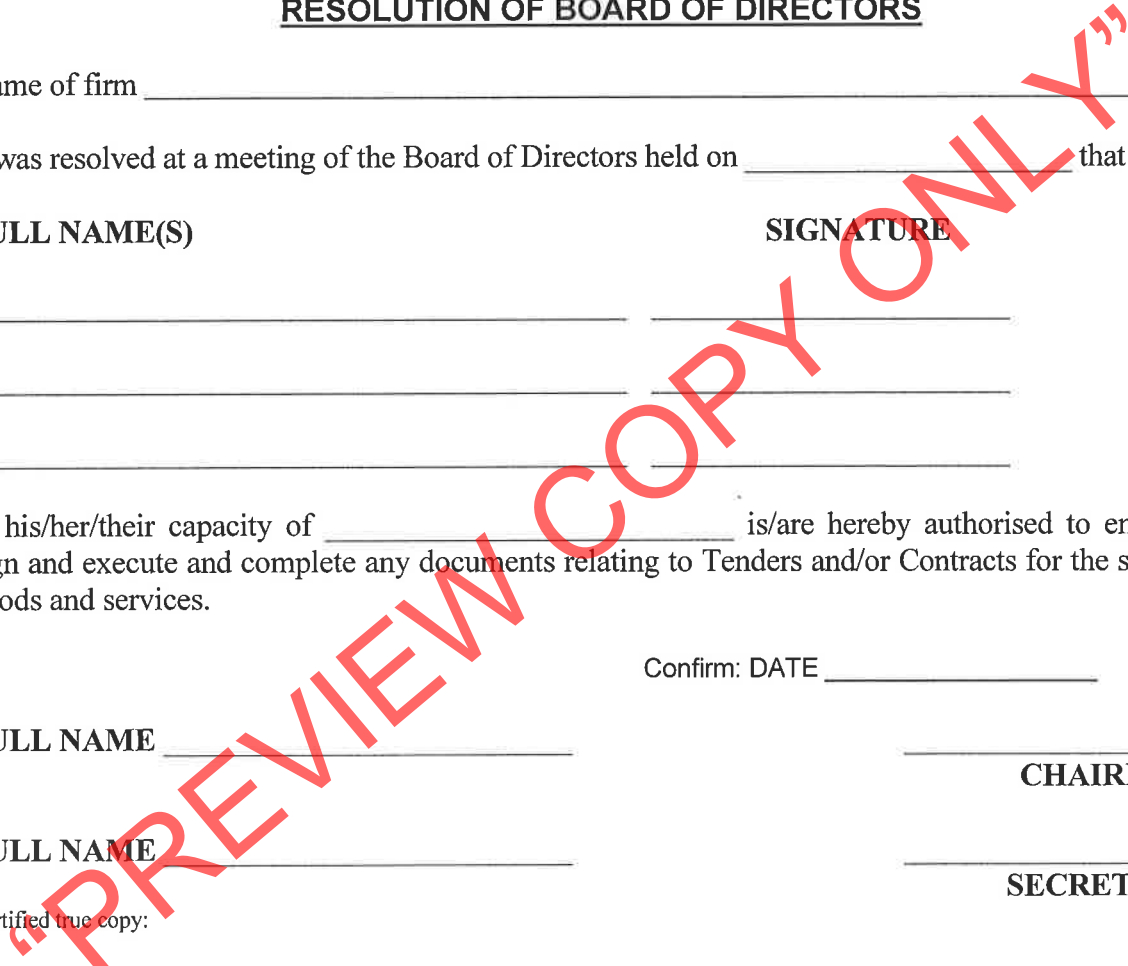 RESOLUTION OF BOARD OF DIRECTORS
ame of firm
was resolved at a meeting of the Board of Directors held on that
ULL NAME(S) SIGNATURE
his/her/their capacity of is/are hereby authorised to en
gn and execute and complete any documents relating to Tenders and/or Contracts for the s
ods and services.
Confirm: DATE
ULL NAME
CHAIR
ULL NAME
SECRET
rtified true copy:
“PREVIEW COPY ONLY”